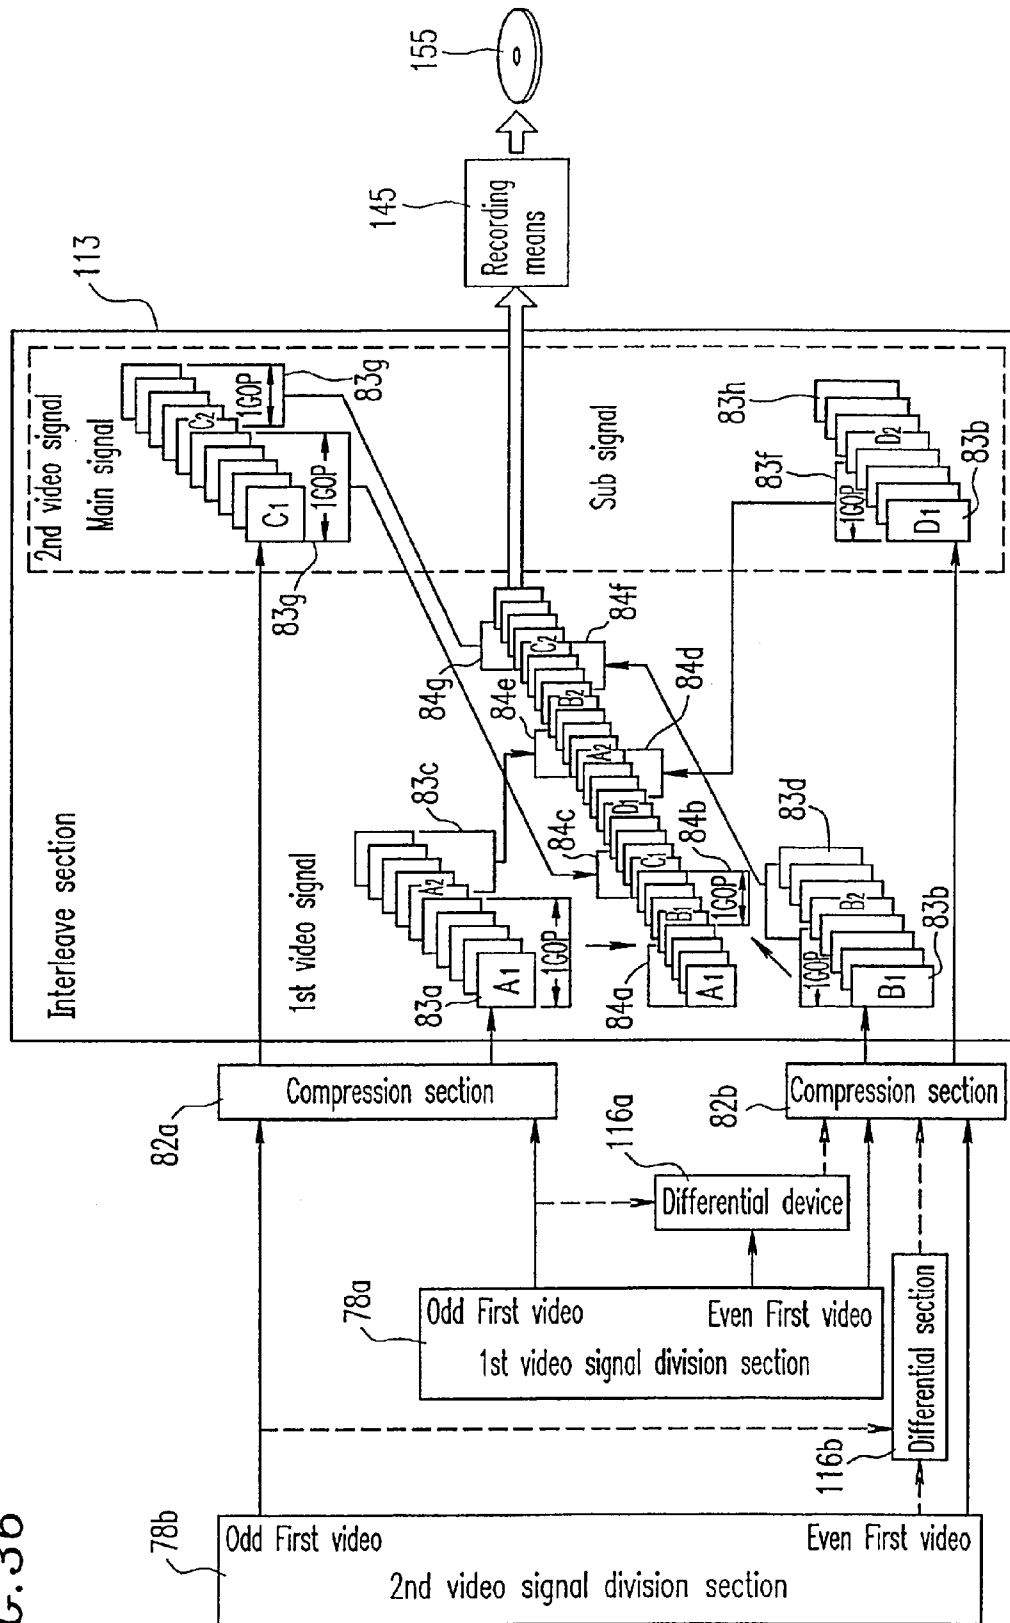 G.36
78b
Odd First video
Even First video
2nd video signal division section
78a
Odd First video
Even First video
1st video signal division section
116b
Differential section
116a
Differential device
82a
Compression section
82b
Compression section
113
Interleave section
1st video signal
83a
A1
A2
1GOP
83c
84a
A1
B1
1GOP
84b
84c
C1
D1
84d
84e
A2
B2
84f
84g
C2
B1
1GOP
B2
83b
83d
2nd video signal
Main signal
C1
1GOP
83g
C2
1GOP
83g
Sub signal
D1
1GOP
83f
D2
83h
83b
145
Recording
means
155